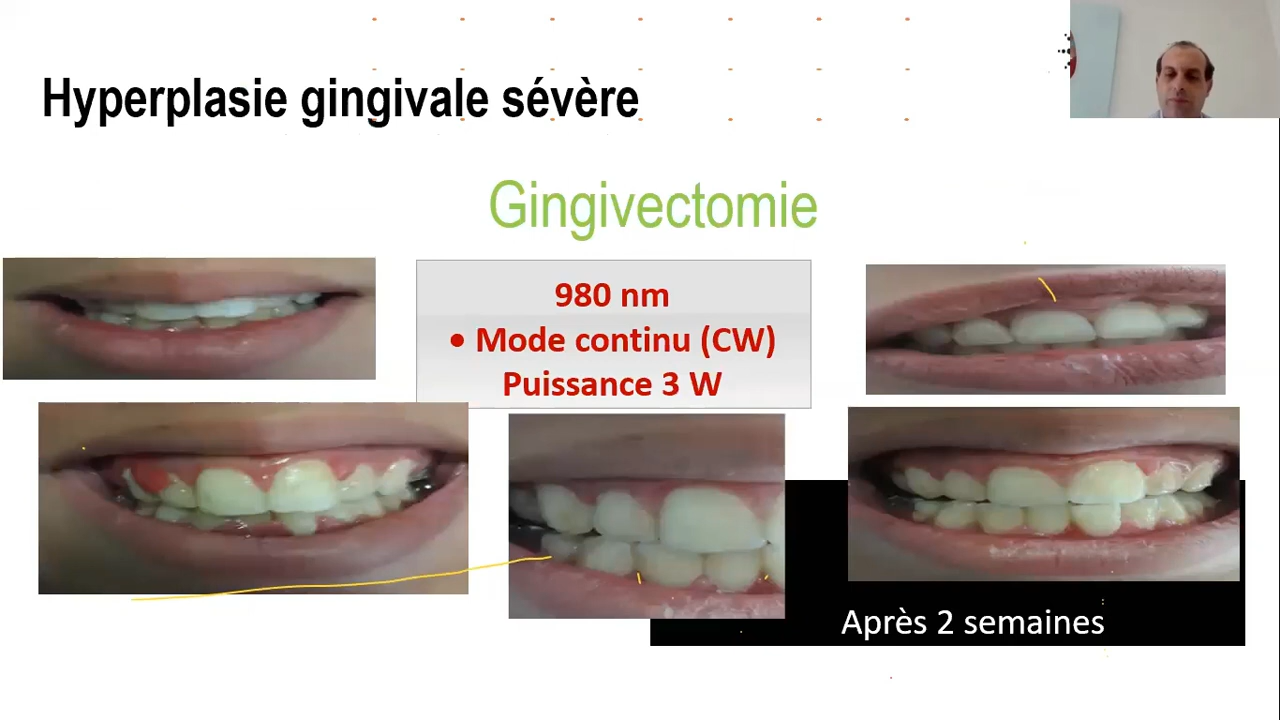 Hyperplasie gingivale sévère
Gingivectomie
980 nm
• Mode continu (CW)
Puissance 3 W
Après 2 semaines